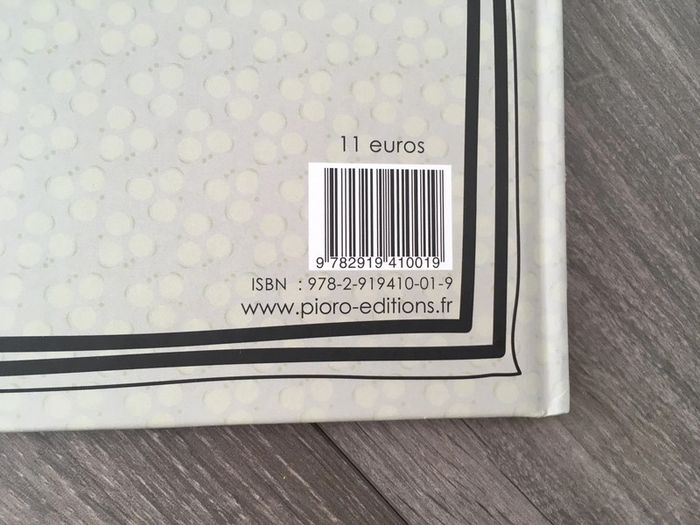 11 euros
9 782919 410019
ISBN : 978-2-919410-01-9
www.pioro-editions.fr